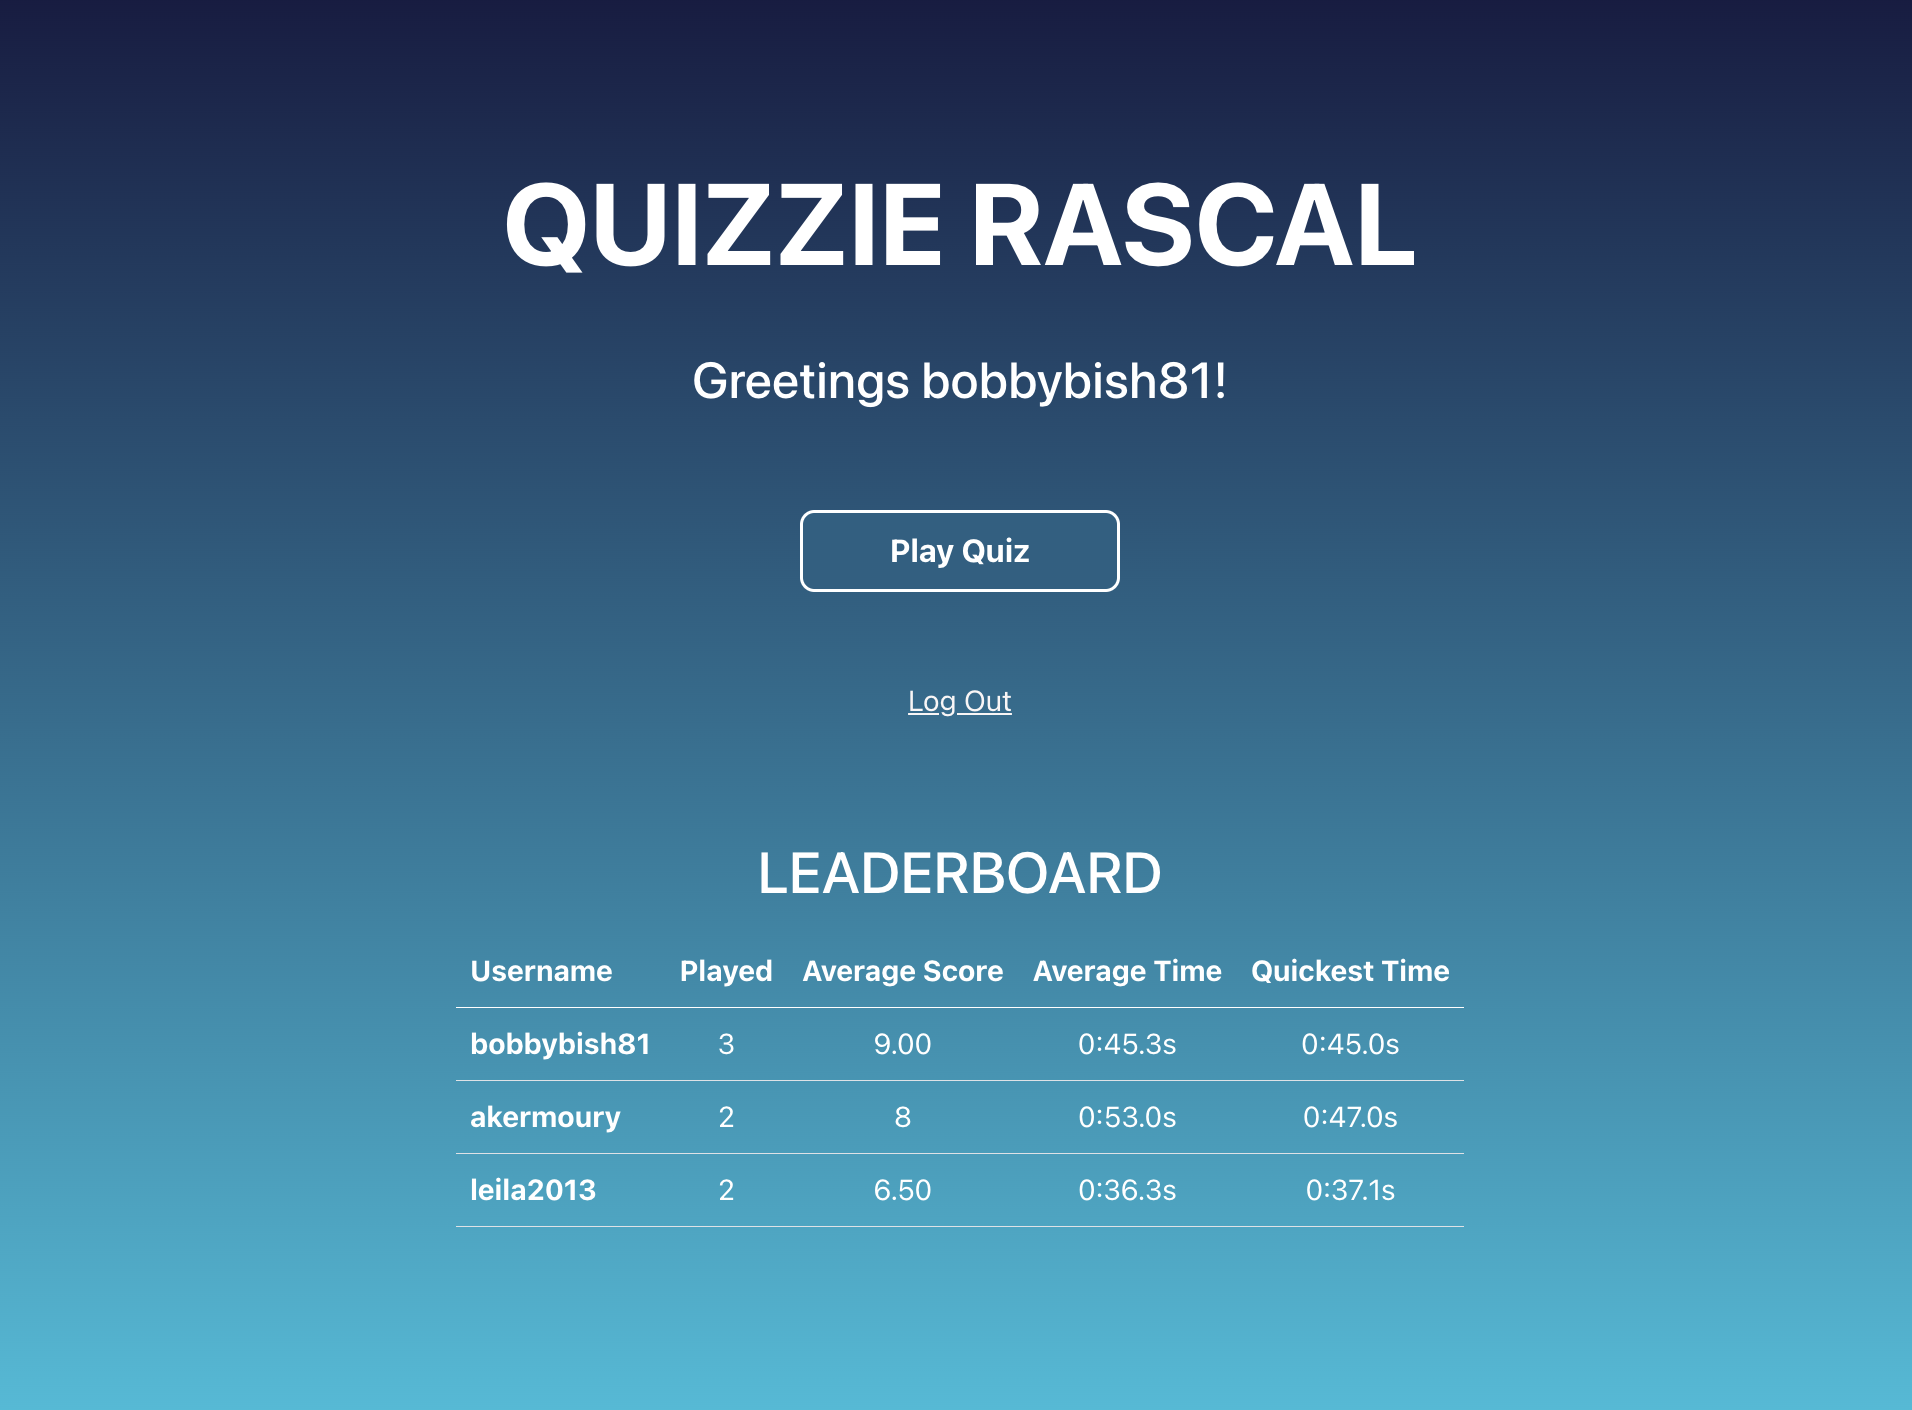 QUIZZIE RASCAL
Greetings bobbybish81!
Play Quiz
Log Out
LEADERBOARD
Username Played Average Score Average Time Quickest Time
bobbybish81 3 9.00 0:45.3s 0:45.0s
akermoury 2 8 0:53.0s 0:47.0s
leila2013 2 6.50 0:36.3s 0:37.1s